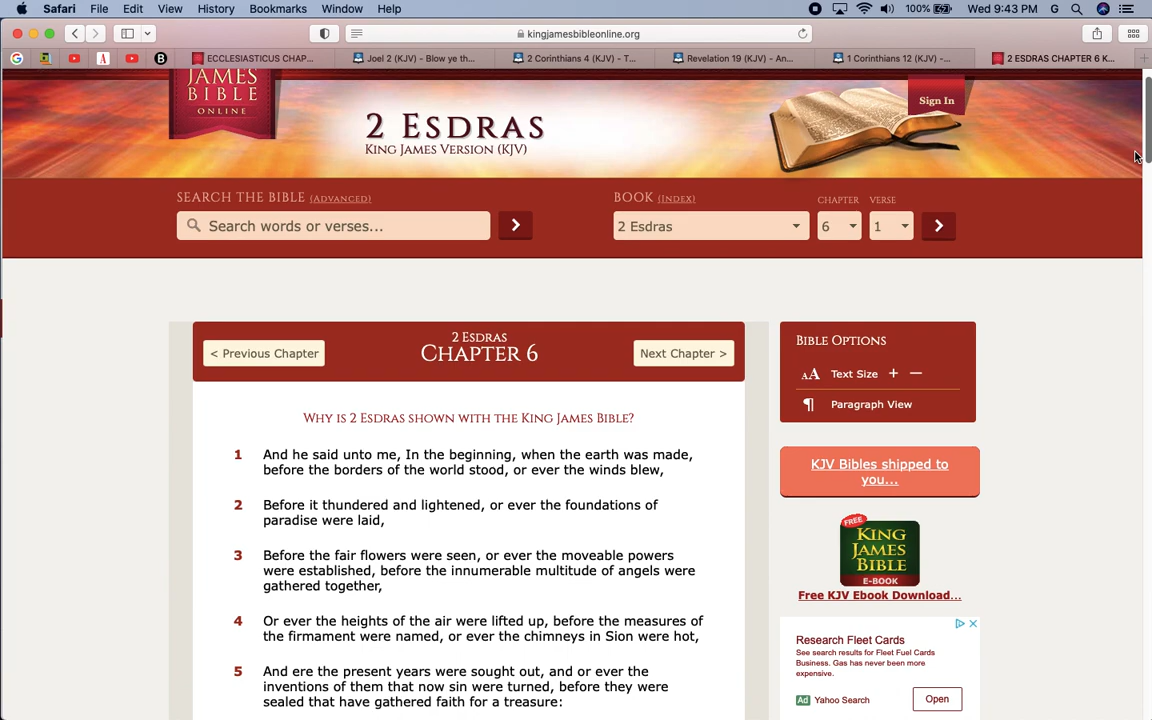 Safari File Edit View History Bookmarks Window Help 100% Wed 9:43 PM G
kingjamesbibleonline.org
G A B ECCLESIASTICUS CHAP... Joel 2 (KJV) - Blow ye th... 2 Corinthians 4 (KJV) - T... Revelation 19 (KJV) - An... 1 Corinthians 12 (KJV) -... 2 ESDRAS CHAPTER 6 K...
JAMES
BIBLE
ONLINE
2 ESDRAS
KING JAMES VERSION (KJV)
Sign In
SEARCH THE BIBLE (ADVANCED) BOOK (INDEX) CHAPTER VERSE
Search words or verses... 2 Esdras 6 1
2 ESDRAS
< Previous Chapter CHAPTER 6 Next Chapter >
WHY IS 2 ESDRAS SHOWN WITH THE KING JAMES BIBLE?
1 And he said unto me, In the beginning, when the earth was made,
before the borders of the world stood, or ever the winds blew,
2 Before it thundered and lightened, or ever the foundations of
paradise were laid,
3 Before the fair flowers were seen, or ever the moveable powers
were established, before the innumerable multitude of angels were
gathered together,
4 Or ever the heights of the air were lifted up, before the measures of
the firmament were named, or ever the chimneys in Sion were hot,
5 And ere the present years were sought out, and or ever the
inventions of them that now sin were turned, before they were
sealed that have gathered faith for a treasure:
BIBLE OPTIONS
AA Text Size + —
¶ Paragraph View
KJV Bibles shipped to
you...
FREE
KING
JAMES
BIBLE
E-BOOK
Free KJV Ebook Download...
Research Fleet Cards
See search results for Fleet Fuel Cards
Business. Gas has never been more
expensive.
Ad Yahoo Search Open